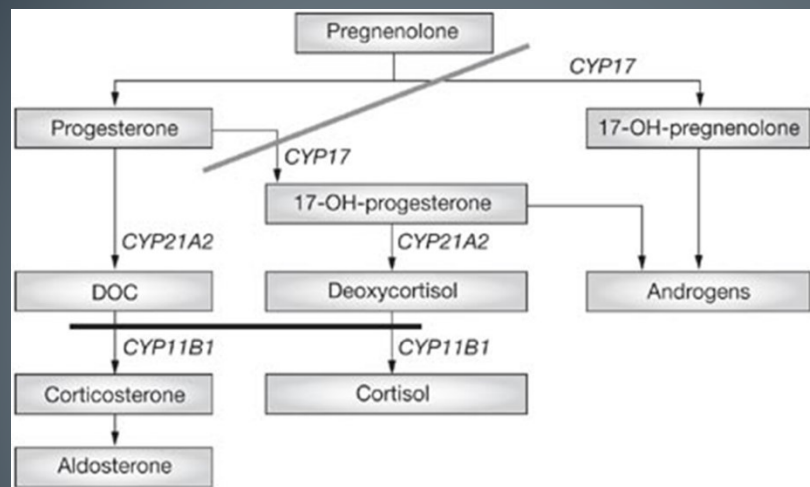 Pregnenolone
CYP17
Progesterone
17-OH-pregnenolone
CYP17
17-OH-progesterone
CYP21A2
CYP21A2
DOC
Deoxycortisol
Androgens
CYP11B1
CYP11B1
Corticosterone
Cortisol
Aldosterone